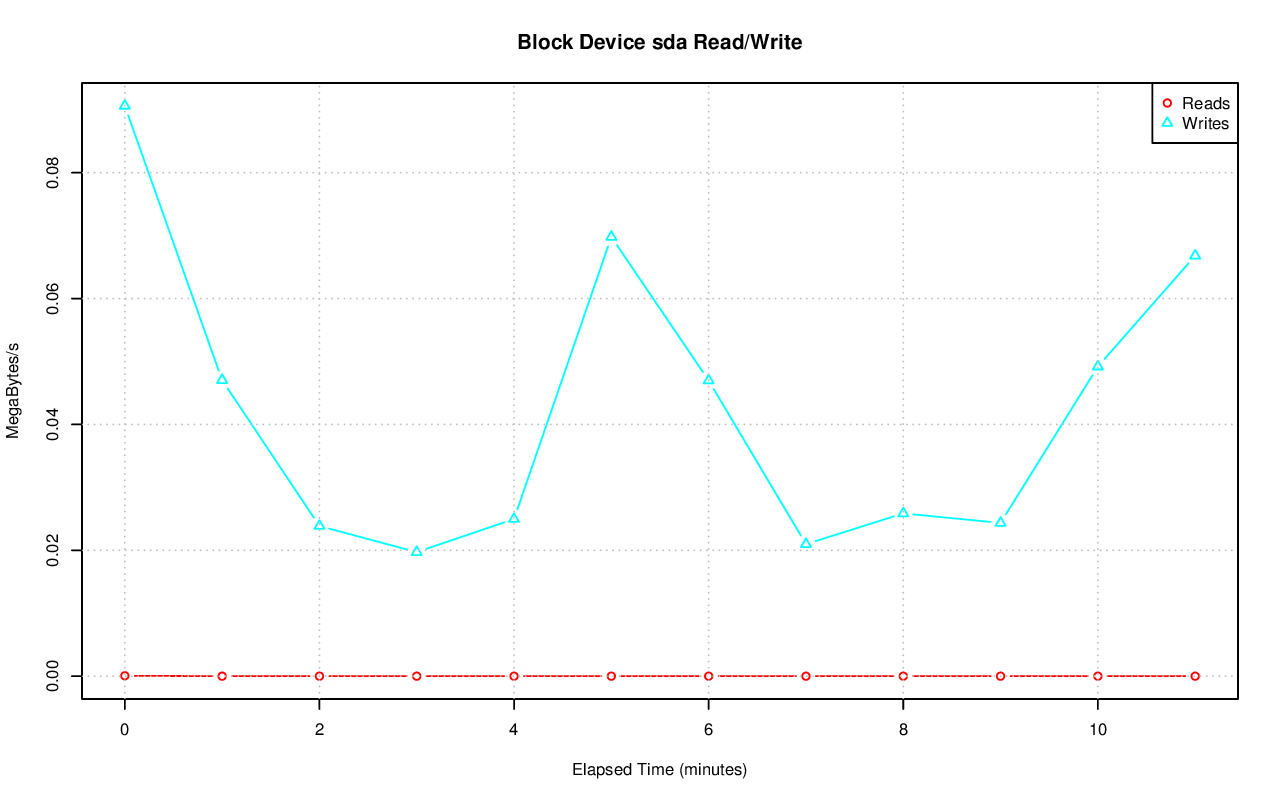 Block Device sda Read/Write
Reads
Writes
MegaBytes/s
0.08
0.06
0.04
0.02
0.00
0 2 4 6 8 10
Elapsed Time (minutes)